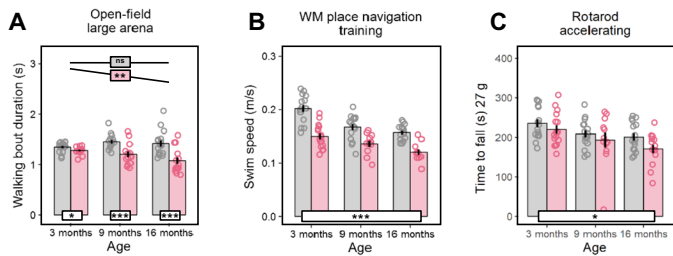 A
Open-field
large arena
Walking bout duration (s)
3
2
1
0
ns
**
*
***
***
3 months 9 months 16 months
Age
B
WM place navigation
training
Swim speed (m/s)
0.3
0.2
0.1
0.0
***
3 months 9 months 16 months
Age
C
Rotarod
accelerating
Time to fall (s) 27 g
400
300
200
100
0
*
3 months 9 months 16 months
Age